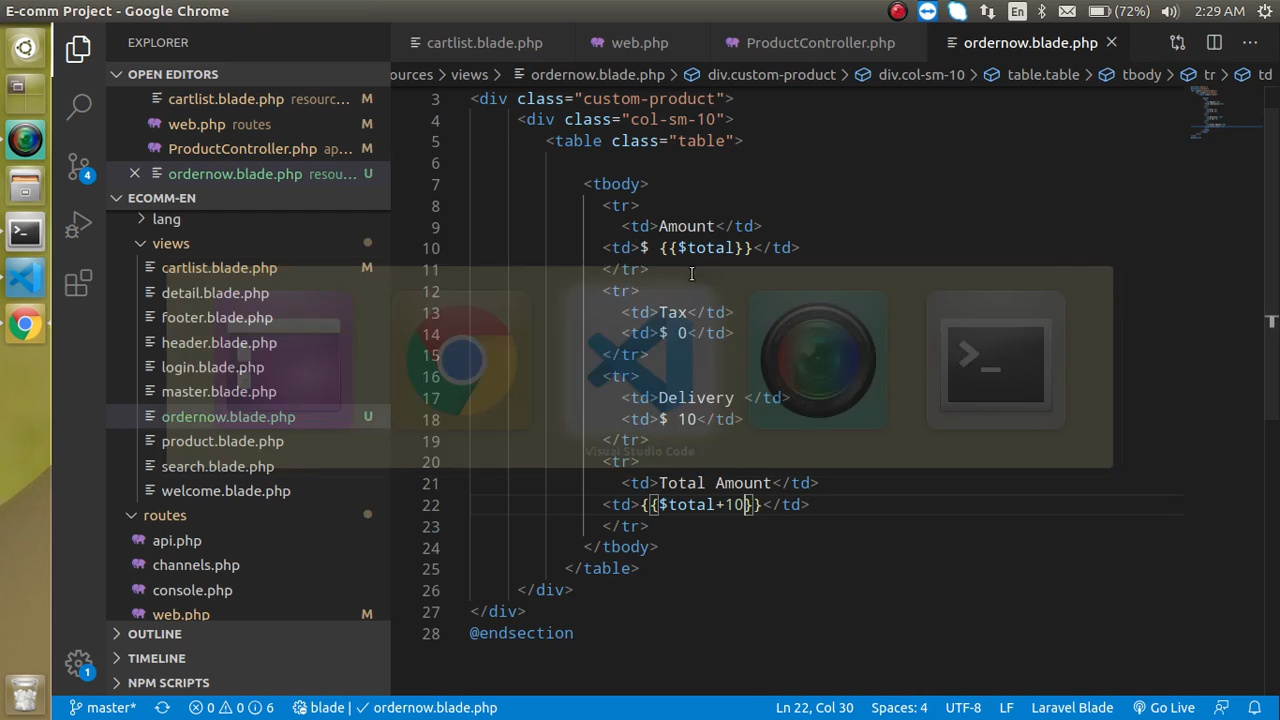 E-comm Project - Google Chrome
En
(72%)
2:29 AM
EXPLORER
cartlist.blade.php
web.php
ProductController.php
ordernow.blade.php
OPEN EDITORS
cartlist.blade.php resourc... M
web.php routes M
ProductController.php ap... M
ordernow.blade.php resou... U
ECOMM-EN
lang
views
cartlist.blade.php M
detail.blade.php
footer.blade.php
header.blade.php
login.blade.php
master.blade.php
ordernow.blade.php U
product.blade.php
search.blade.php
welcome.blade.php
routes
api.php
channels.php
console.php
web.php M
OUTLINE
TIMELINE
NPM SCRIPTS
4
1
ources > views > ordernow.blade.php > div.custom-product > div.col-sm-10 > table.table > tbody > tr > td
3 <div class="custom-product">
4 <div class="col-sm-10">
5 <table class="table">
6
7 <tbody>
8 <tr>
9 <td>Amount</td>
10 <td>$ {{$total}}</td>
11 </tr>
12 <tr>
13 <td>Tax</td>
14 <td>$ 0</td>
15 </tr>
16 <tr>
17 <td>Delivery </td>
18 <td>$ 10</td>
19 </tr>
20 <tr>
21 <td>Total Amount</td>
22 <td>{{$total+10}}</td>
23 </tr>
24 </tbody>
25 </table>
26 </div>
27 </div>
28 @endsection
Visual Studio Code
master* 0 0 6 blade | ✓ ordernow.blade.php Ln 22, Col 30 Spaces: 4 UTF-8 LF Laravel Blade Go Live